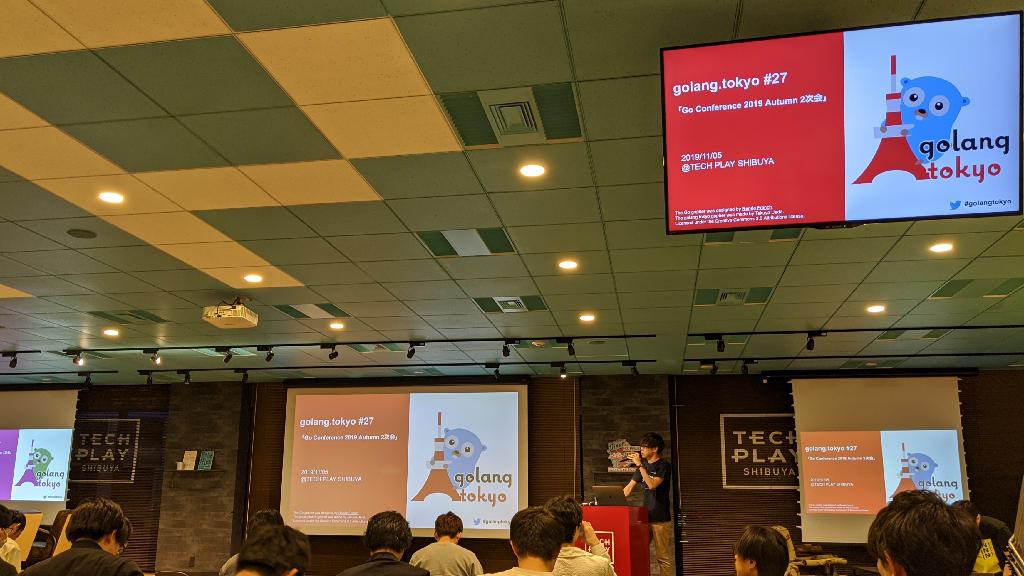 golang.tokyo #27
「Go Conference 2019 Autumn 2次会」
2019/11/05
@TECH PLAY SHIBUYA
The Go gopher was designed by Renée French.
The golang.tokyo gopher was made by Takuya Ueda.
Licensed under the Creative Commons 3.0 Attributions license.
golang
tokyo
#golangtokyo
golang
tokyo
TECH
PLAY
SHIBUYA
golang.tokyo #27
「Go Conference 2019 Autumn 2次会」
2019/11/05
@TECH PLAY SHIBUYA
golang
tokyo
#golangtokyo
TECH
PLAY
SHIBUYA
golang.tokyo #27
「Go Conference 2019 Autumn 2次会」
2019/11/05
@TECH PLAY SHIBUYA
golang
tokyo
TECH